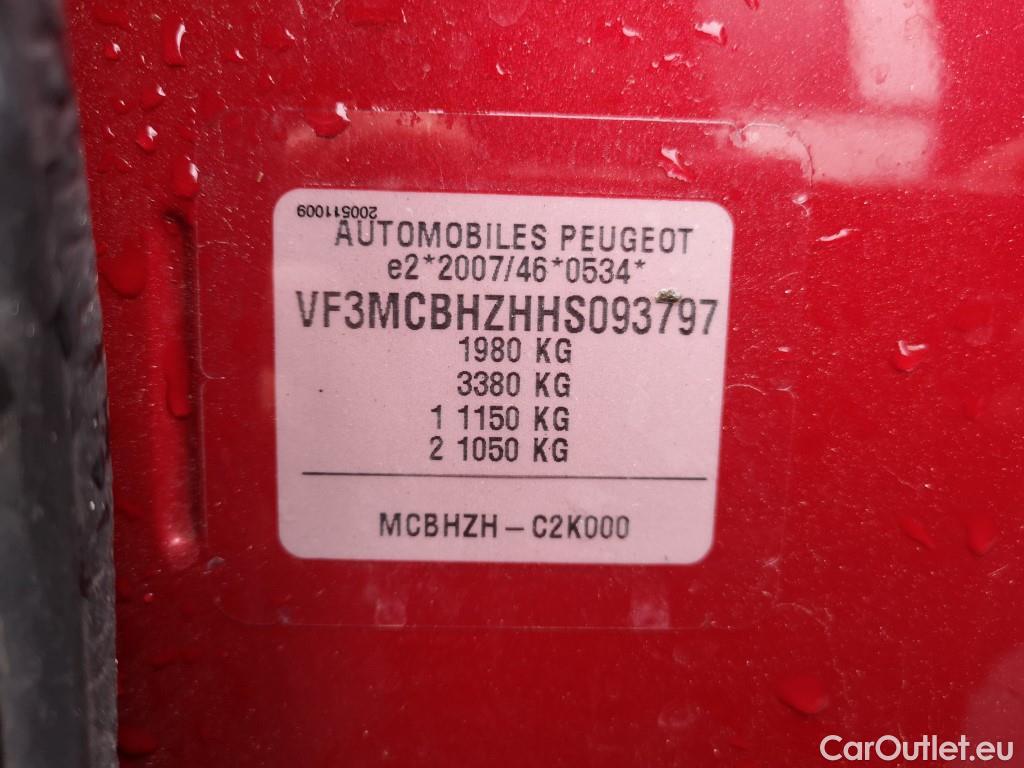 200511009
AUTOMOBILES PEUGEOT
e2*2007/46*0534*
VF3MCBHZHHS093797
1980 KG
3380 KG
1 1150 KG
2 1050 KG
MCBHZH - C2K000
CarOutlet.eu